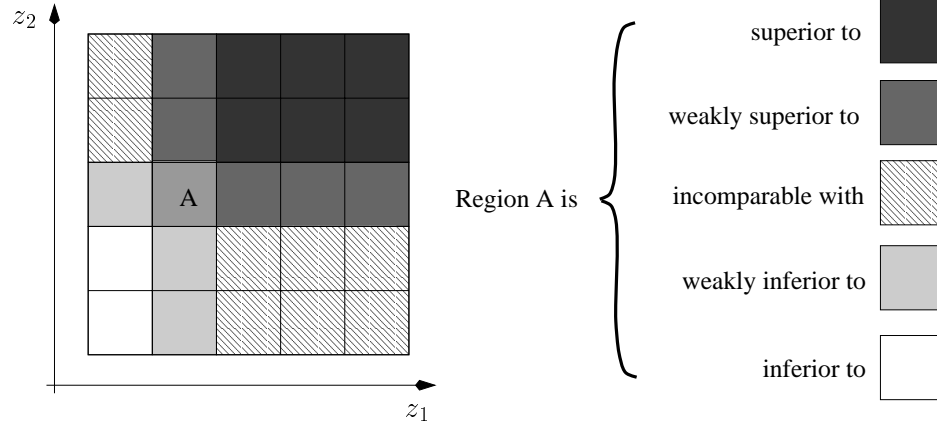 z2
A
z1
Region A is
superior to
weakly superior to
incomparable with
weakly inferior to
inferior to